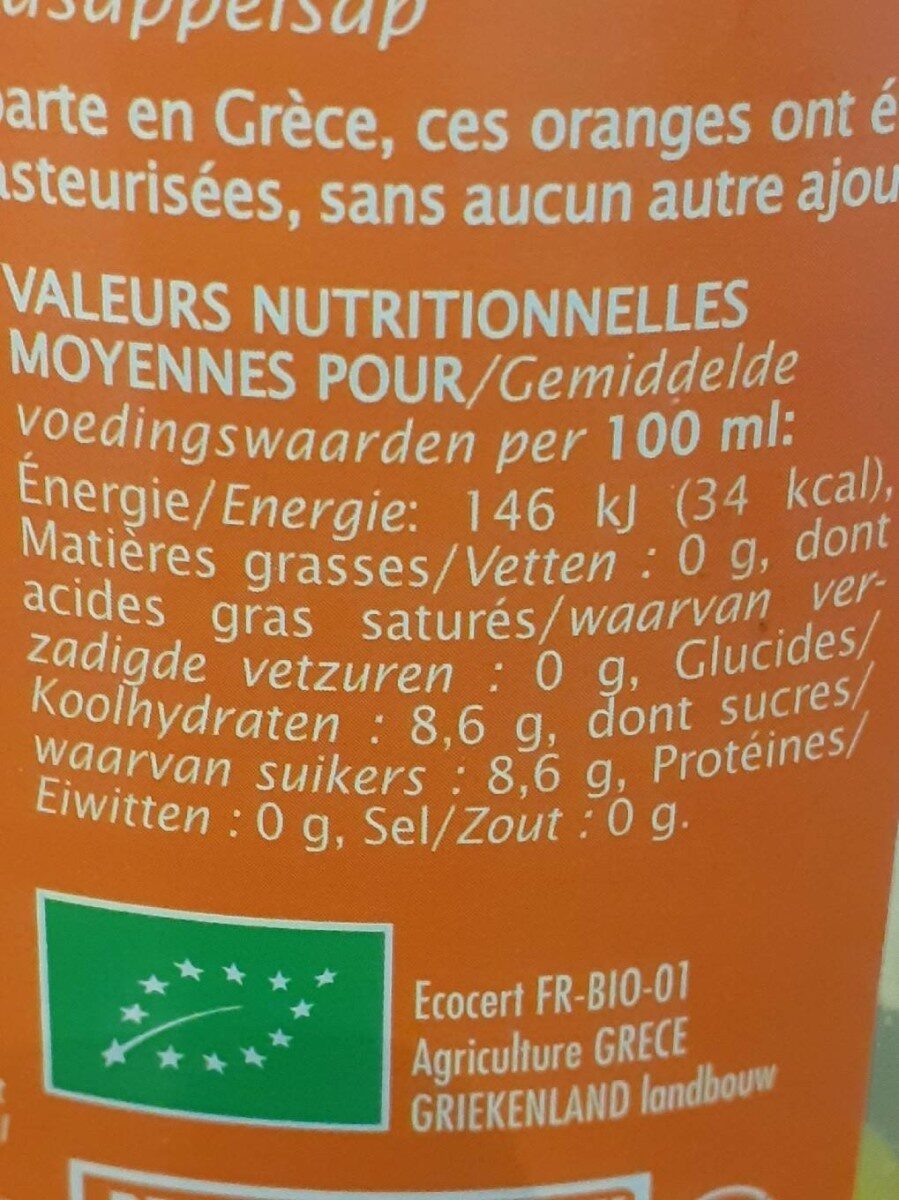 arte en Grèce, ces oranges ont é
asteurisées, sans aucun autre ajou
VALEURS NUTRITIONNELLES
MOYENNES POUR/Gemiddelde
voedingswaarden per 100 ml:
Énergie/Energie: 146 kJ (34 kcal),
Matières grasses/Vetten : 0 g, dont
acides gras saturés/waarvan ver-
zadigde vetzuren : 0 g, Glucides/
Koolhydraten : 8,6 g, dont sucres/
waarvan suikers : 8,6 g, Protéines/
Eiwitten : 0 g, Sel/Zout : 0 g.
Ecocert FR-BIO-01
Agriculture GRECE
GRIEKENLAND landbouw